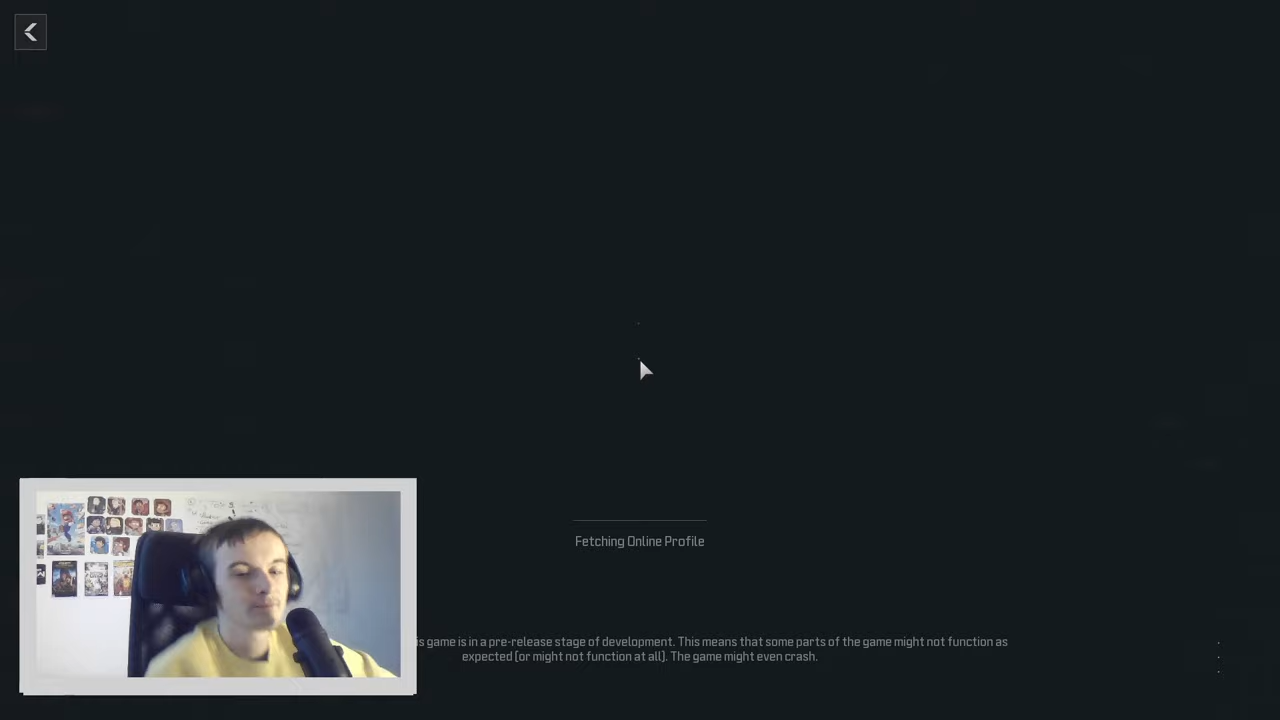 Fetching Online Profile
is game is in a pre-release stage of development. This means that some parts of the game might not function as
expected (or might not function at all). The game might even crash.